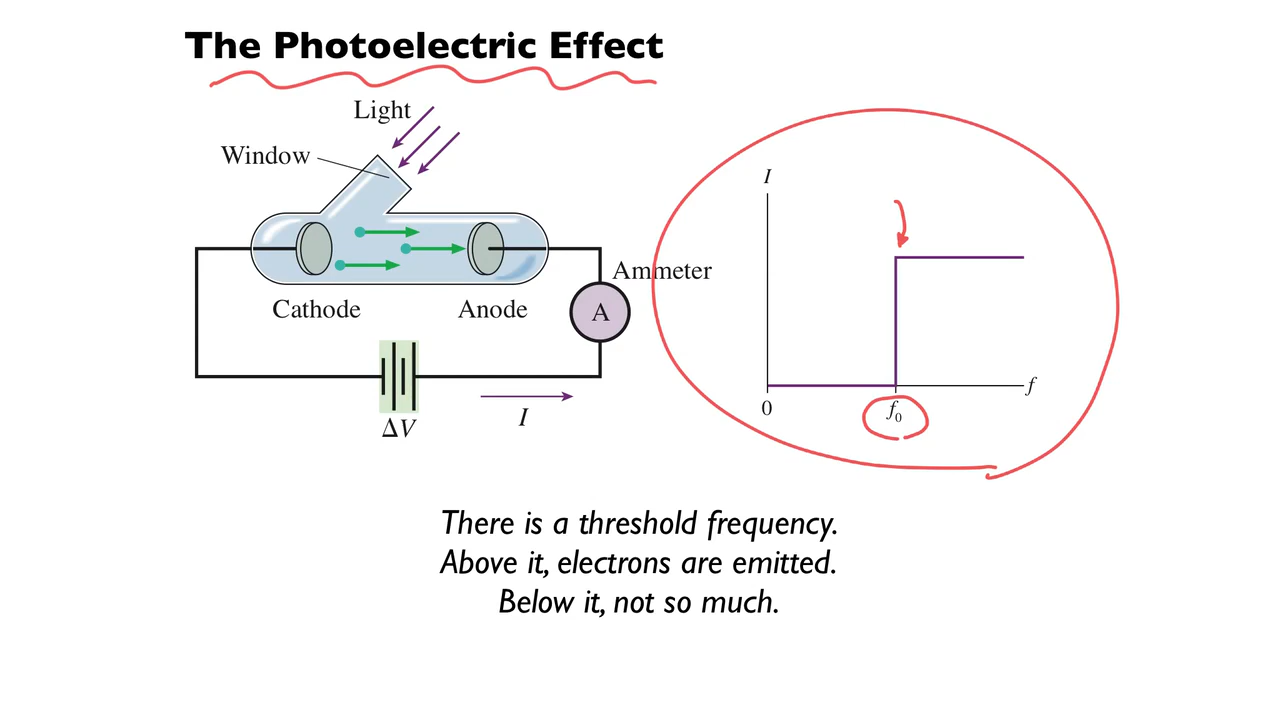 The Photoelectric Effect
Light
Window
Cathode
Anode
Ammeter
A
ΔV
I
I
0
f₀
f
There is a threshold frequency.
Above it, electrons are emitted.
Below it, not so much.